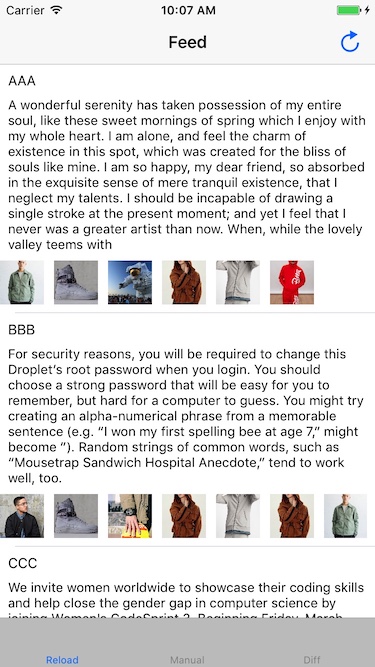 Carrier 10:07 AM
Feed
AAA
A wonderful serenity has taken possession of my entire
soul, like these sweet mornings of spring which I enjoy with
my whole heart. I am alone, and feel the charm of
existence in this spot, which was created for the bliss of
souls like mine. I am so happy, my dear friend, so absorbed
in the exquisite sense of mere tranquil existence, that I
neglect my talents. I should be incapable of drawing a
single stroke at the present moment; and yet I feel that I
never was a greater artist than now. When, while the lovely
valley teems with
BBB
For security reasons, you will be required to change this
Droplet’s root password when you login. You should
choose a strong password that will be easy for you to
remember, but hard for a computer to guess. You might try
creating an alpha-numerical phrase from a memorable
sentence (e.g. “I won my first spelling bee at age 7,” might
become “). Random strings of common words, such as
“Mousetrap Sandwich Hospital Anecdote,” tend to work
well, too.
CCC
We invite women worldwide to showcase their coding skills
and help close the gender gap in computer science by
joining Women's CodeSprint 3. Beginning Friday, March
Reload Manual Diff